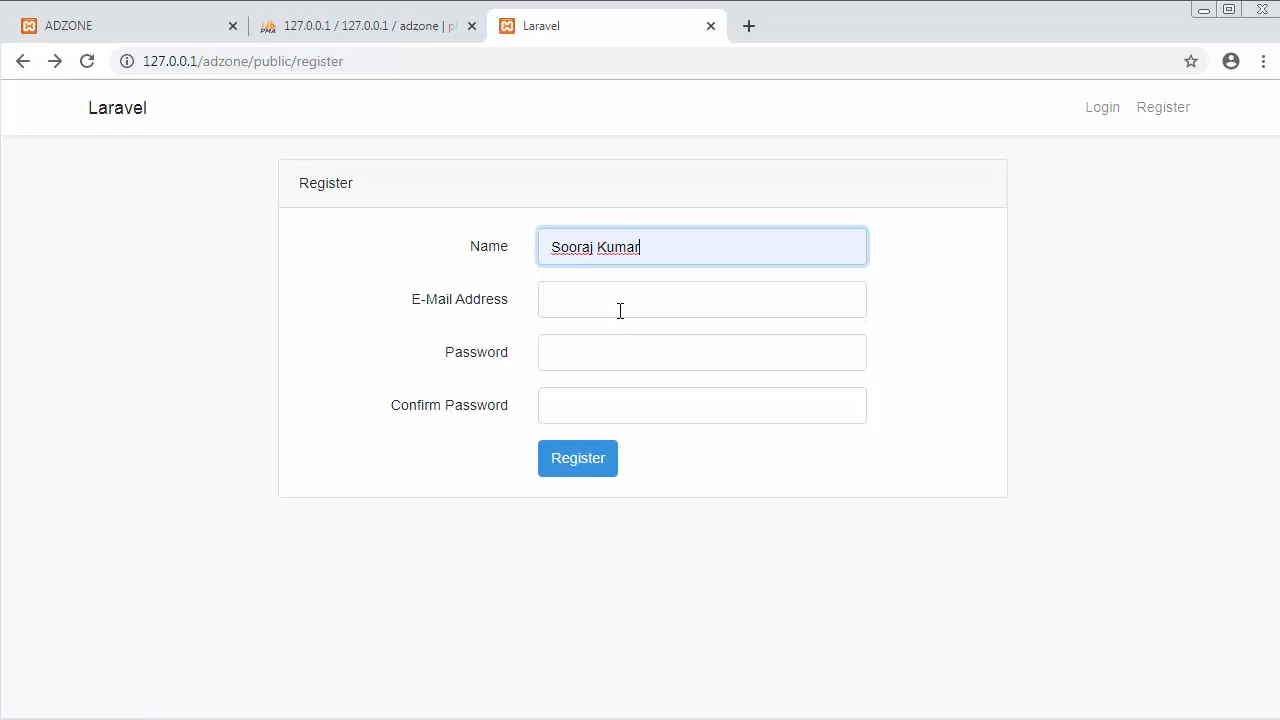 ADZONE
127.0.0.1 / 127.0.0.1 / adzone | p
Laravel
127.0.0.1/adzone/public/register
Laravel
Login
Register
Register
Name
Sooraj Kumar
E-Mail Address
Password
Confirm Password
Register